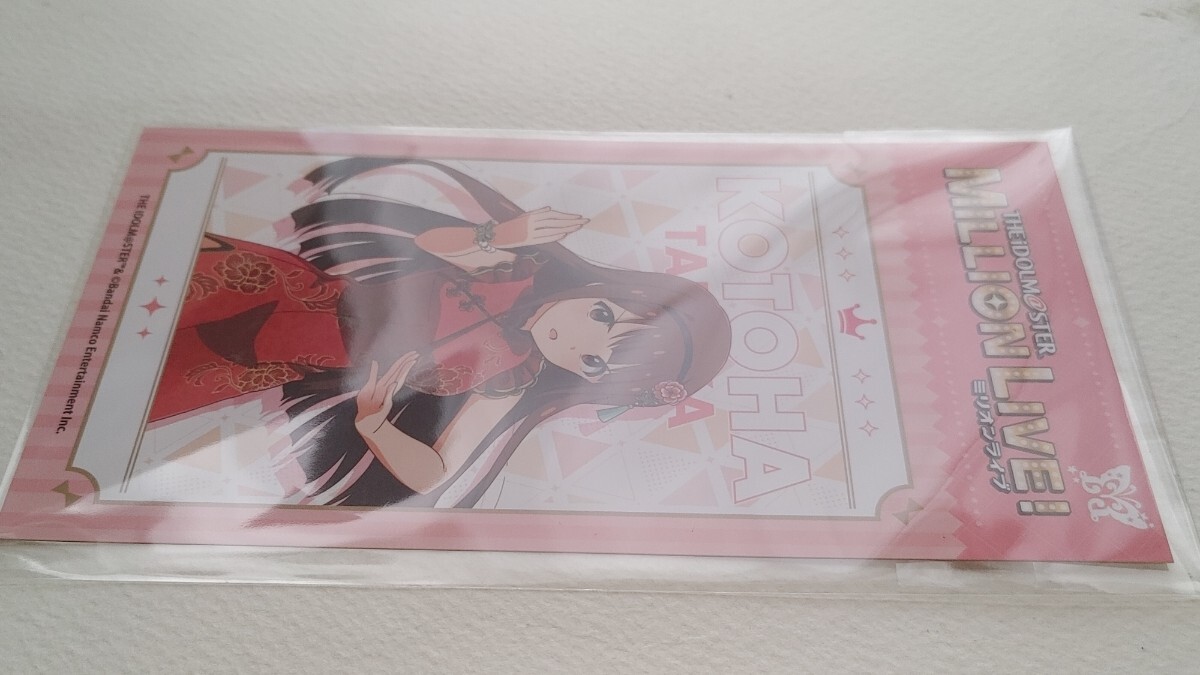 THE iDOLM@STER
MILLION LIVE!
ミリオンライブ
KOTOHA
THE IDOLM@STER™& ©Bandai Namco Entertainment Inc.